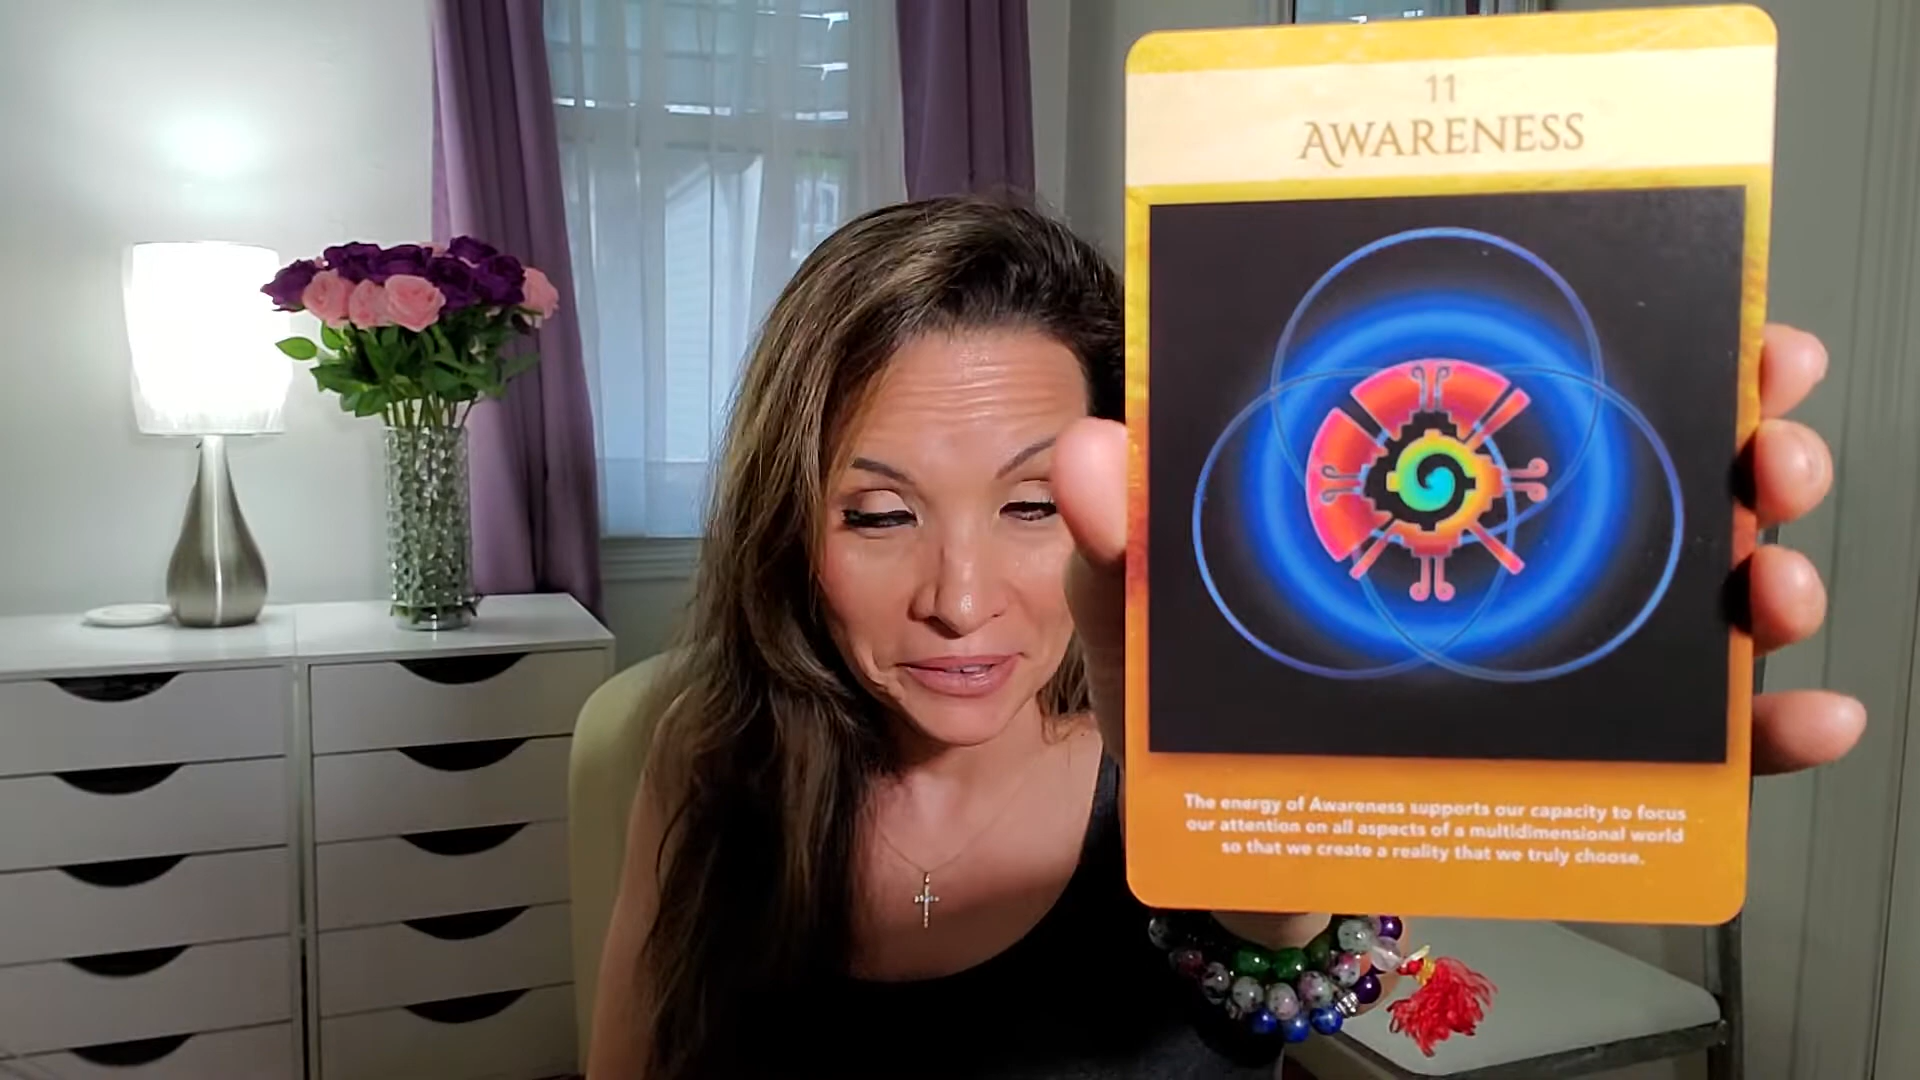 11
AWARENESS
The energy of Awareness supports our capacity to focus
our attention on all aspects of a multidimensional world
so that we create a reality that we truly choose.